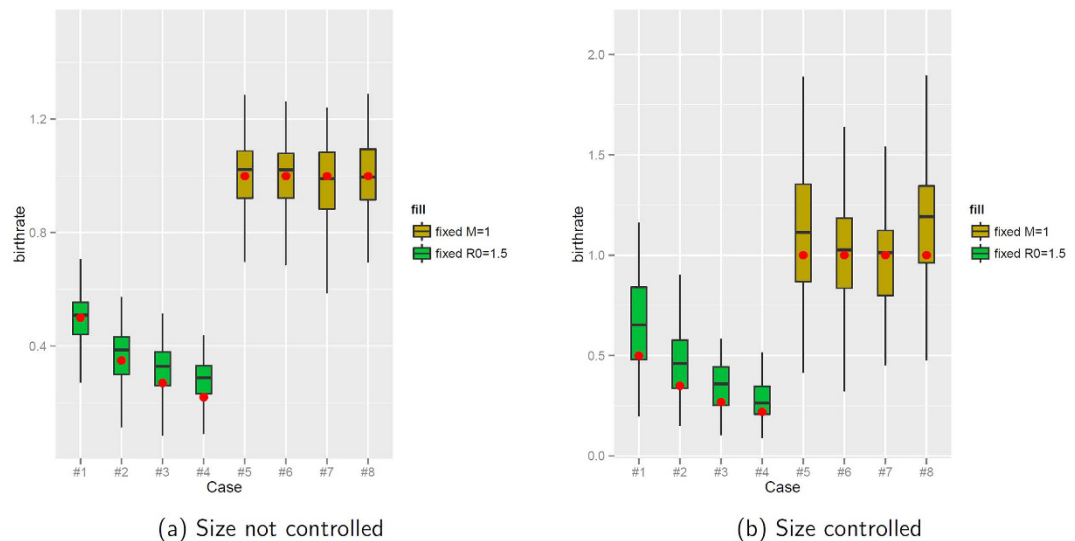 1.2
0.8
0.4
birthrate
#1 #2 #3 #4 #5 #6 #7 #8
Case
fill
fixed M=1
fixed R0=1.5
(a) Size not controlled
2.0
1.5
1.0
0.5
0.0
birthrate
#1 #2 #3 #4 #5 #6 #7 #8
Case
fill
fixed M=1
fixed R0=1.5
(b) Size controlled